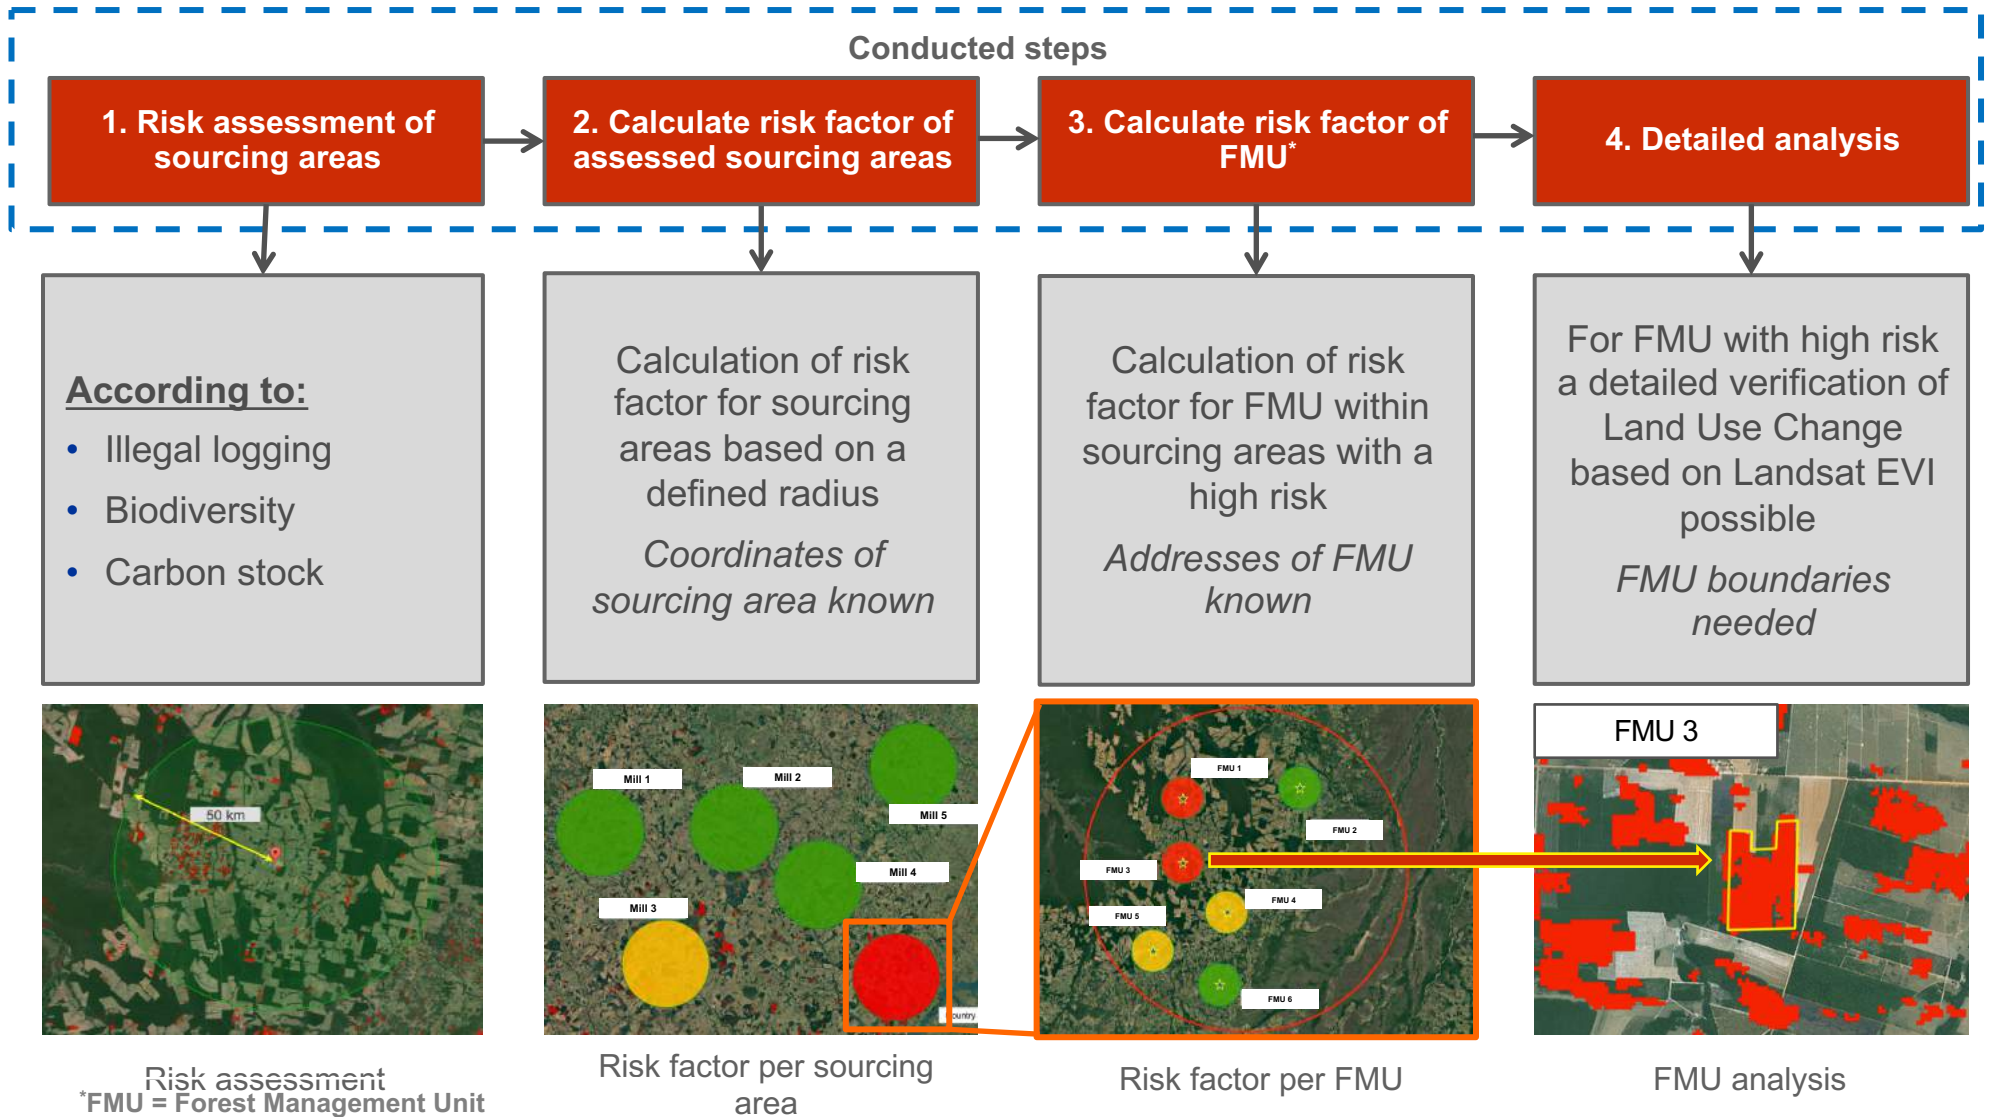 Conducted steps
1. Risk assessment of
sourcing areas
2. Calculate risk factor of
assessed sourcing areas
3. Calculate risk factor of
FMU*
4. Detailed analysis
According to:
• Illegal logging
• Biodiversity
• Carbon stock
Calculation of risk
factor for sourcing
areas based on a
defined radius
Coordinates of
sourcing area known
Calculation of risk
factor for FMU within
sourcing areas with a
high risk
Addresses of FMU
known
For FMU with high risk
a detailed verification of
Land Use Change
based on Landsat EVI
possible
FMU boundaries
needed
50 km
Mill 1
Mill 2
Mill 5
Mill 4
Mill 3
ountry
FMU 1
FMU 2
FMU 3
FMU 4
FMU 5
FMU 6
FMU 3
Risk assessment
Risk factor per sourcing
area
Risk factor per FMU
FMU analysis
*FMU = Forest Management Unit